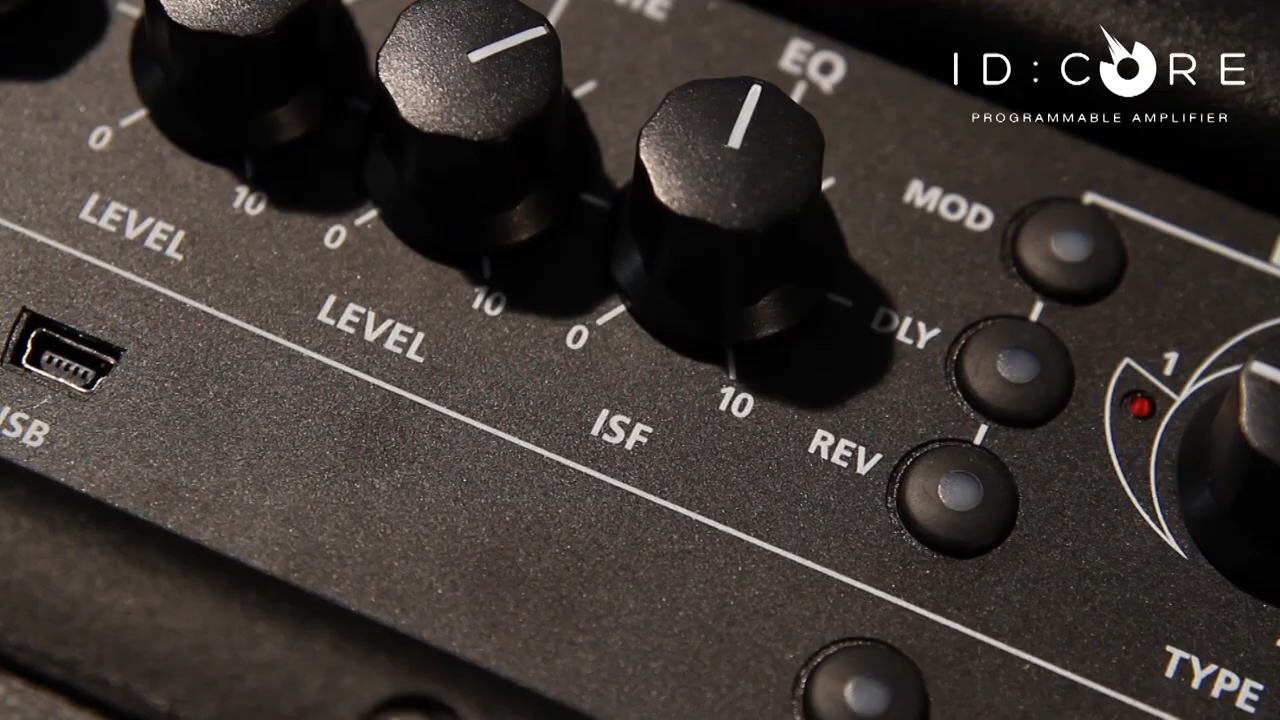 ID:CORE
PROGRAMMABLE AMPLIFIER
EQ
MOD
0
10
LEVEL
0
10
LEVEL
0
10
ISF
DLY
REV
1
TYPE